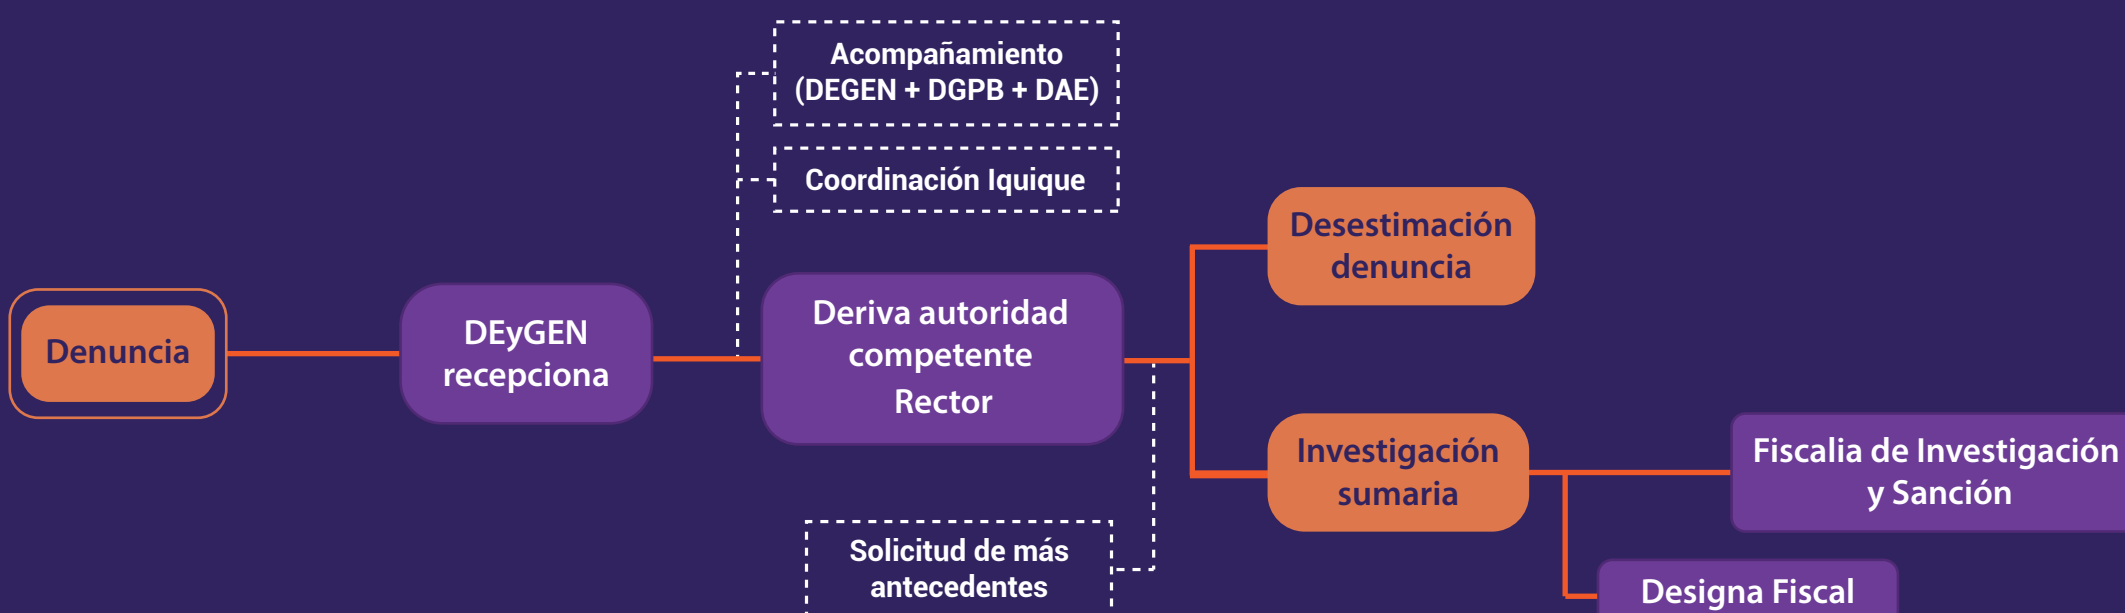 Acompañamiento
(DEGEN + DGPB + DAE)
Coordinación Iquique
Denuncia
DEyGEN
recepciona
Deriva autoridad
competente
Rector
Desestimación
denuncia
Investigación
sumaria
Solicitud de más
antecedentes
Fiscalia de Investigación
y Sanción
Designa Fiscal